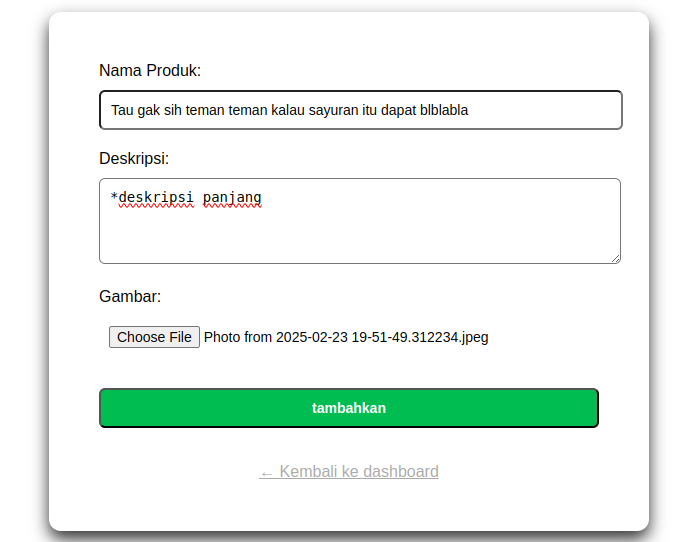 Nama Produk:
Tau gak sih teman teman kalau sayuran itu dapat blblabla
Deskripsi:
*deskripsi panjang
Gambar:
Choose File Photo from 2025-02-23 19-51-49.312234.jpeg
tambahkan
← Kembali ke dashboard